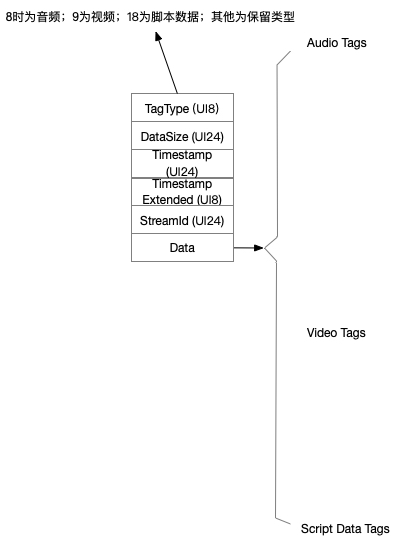 8时为音频；9为视频；18为脚本数据；其他为保留类型
Audio Tags
TagType (UI8)
DataSize (UI24)
Timestamp
(UI24)
Timestamp
Extended (UI8)
StreamId (UI24)
Data
Video Tags
Script Data Tags